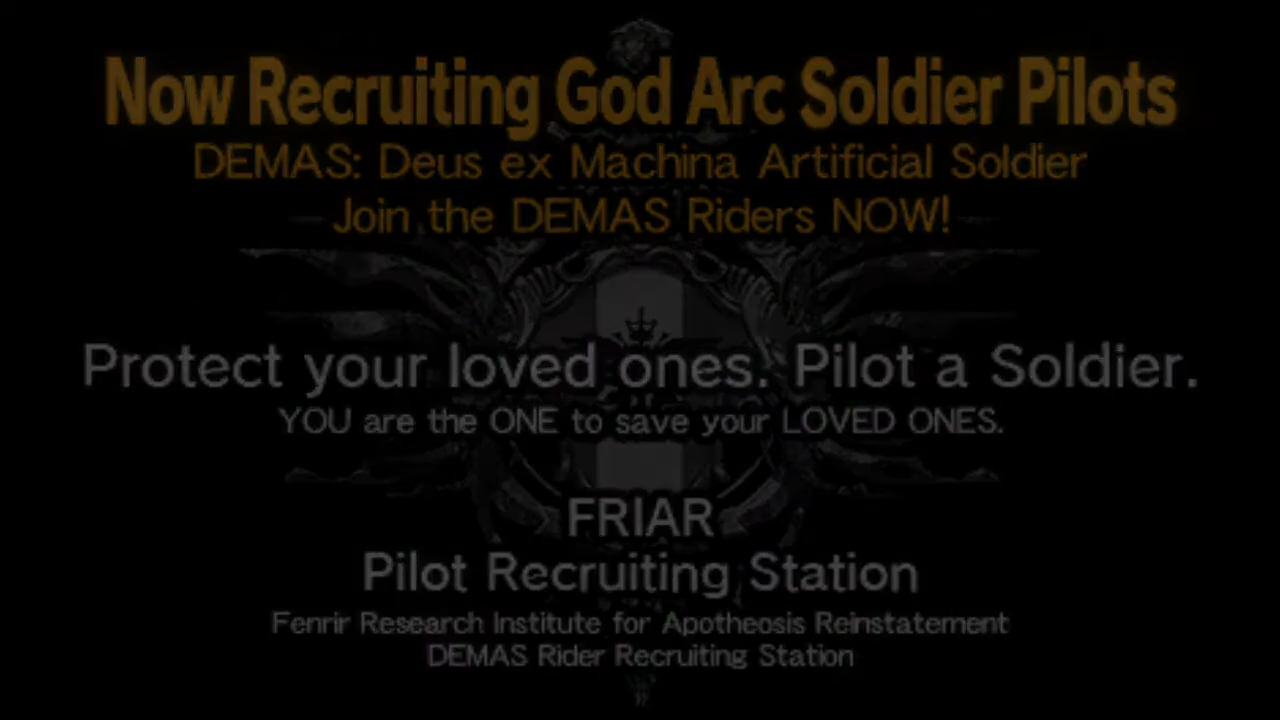 Now Recruiting God Arc Soldier Pilots
DEMAS: Deus ex Machina Artificial Soldier
Join the DEMAS Riders NOW!
Protect your loved ones. Pilot a Soldier.
YOU are the ONE to save your LOVED ONES.
FRIAR
Pilot Recruiting Station
Fenrir Research Institute for Apotheosis Reinstatement
DEMAS Rider Recruiting Station